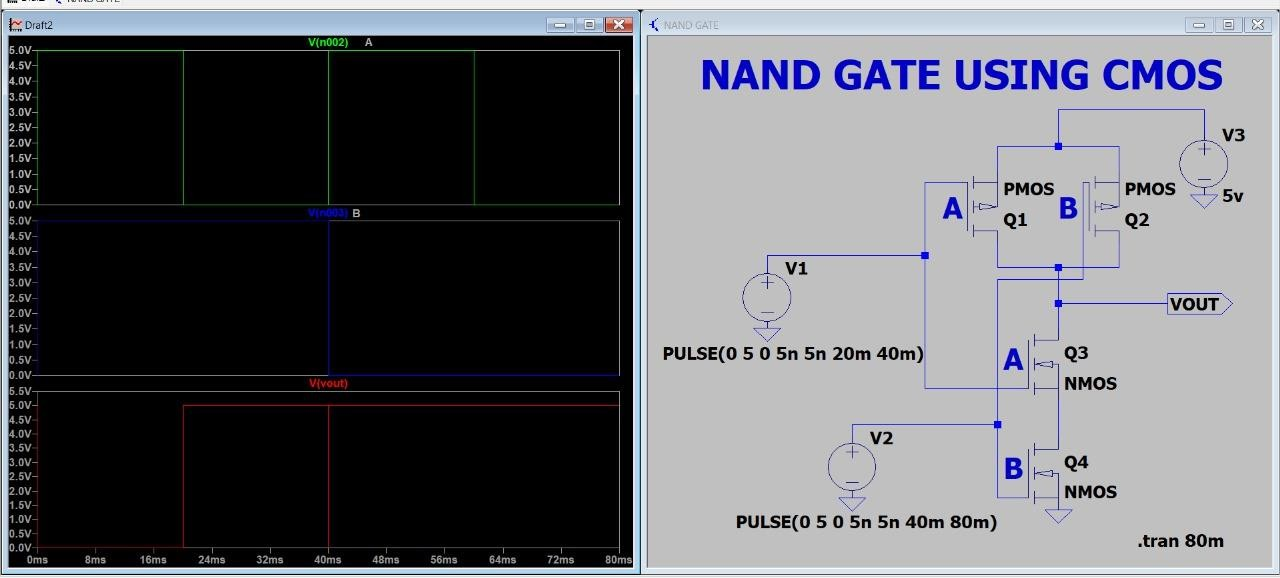 Draft2
V(n002) A
5.0V
4.5V
4.0V
3.5V
3.0V
2.5V
2.0V
1.5V
1.0V
0.5V
0.0V
V(n003) B
5.0V
4.5V
4.0V
3.5V
3.0V
2.5V
2.0V
1.5V
1.0V
0.5V
0.0V
V(vout)
5.5V
5.0V
4.5V
4.0V
3.5V
3.0V
2.5V
2.0V
1.5V
1.0V
0.5V
0.0V
0ms 8ms 16ms 24ms 32ms 40ms 48ms 56ms 64ms 72ms 80ms
NAND GATE
NAND GATE USING CMOS
V3
5v
PMOS
A
Q1
PMOS
B
Q2
V1
PULSE(0 5 0 5n 5n 20m 40m)
VOUT
A
Q3
NMOS
V2
PULSE(0 5 0 5n 5n 40m 80m)
B
Q4
NMOS
.tran 80m